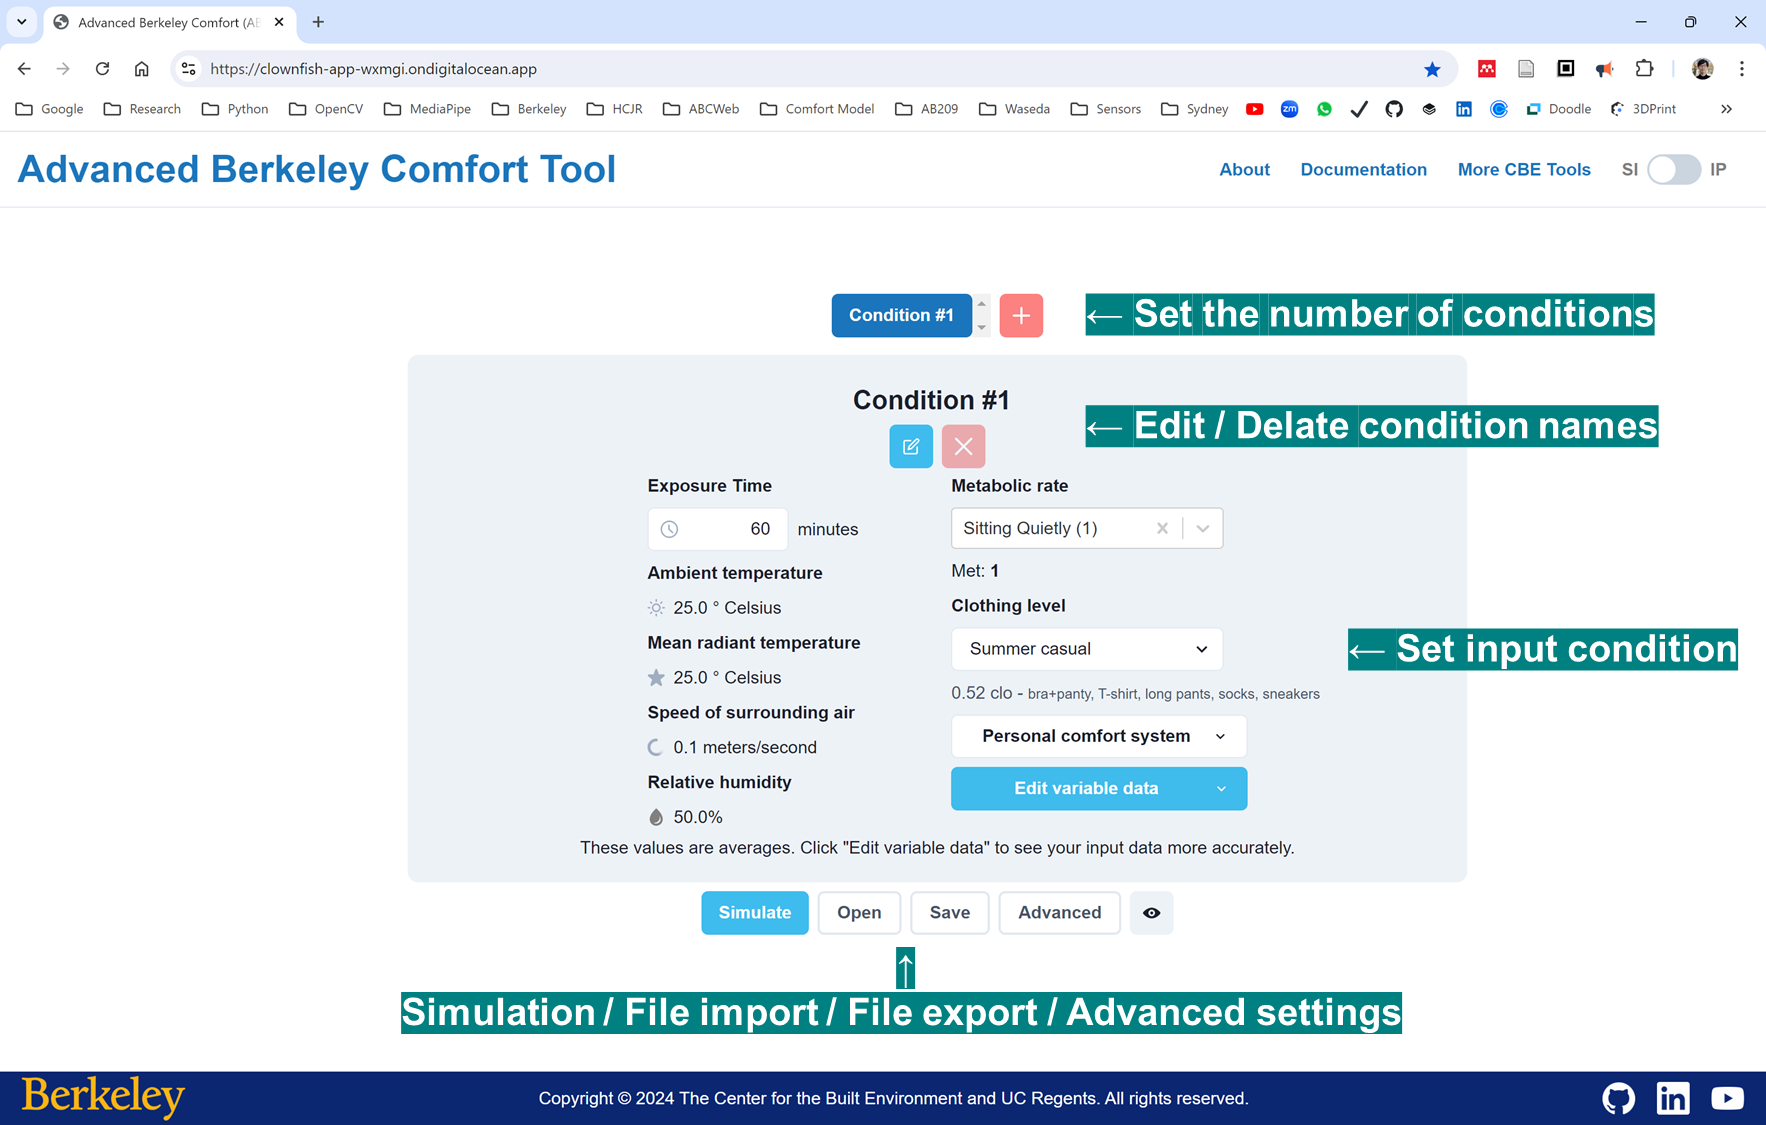 Advanced Berkeley Comfort (AB
https://clownfish-app-wxmgi.ondigitalocean.app
Google Research Python OpenCV MediaPipe Berkeley HCJR ABCWeb Comfort Model AB209 Waseda Sensors Sydney zm Doodle 3DPrint
Advanced Berkeley Comfort Tool
About Documentation More CBE Tools SI IP
Condition #1 + ← Set the number of conditions
Condition #1
← Edit / Delate condition names
Exposure Time Metabolic rate
60 minutes Sitting Quietly (1)
Ambient temperature Met: 1
25.0 ° Celsius Clothing level
Mean radiant temperature Summer casual ← Set input condition
25.0 ° Celsius 0.52 clo - bra+panty, T-shirt, long pants, socks, sneakers
Speed of surrounding air Personal comfort system
0.1 meters/second
Relative humidity Edit variable data
50.0%
These values are averages. Click "Edit variable data" to see your input data more accurately.
Simulate Open Save Advanced
↑
Simulation / File import / File export / Advanced settings
Berkeley Copyright © 2024 The Center for the Built Environment and UC Regents. All rights reserved. in